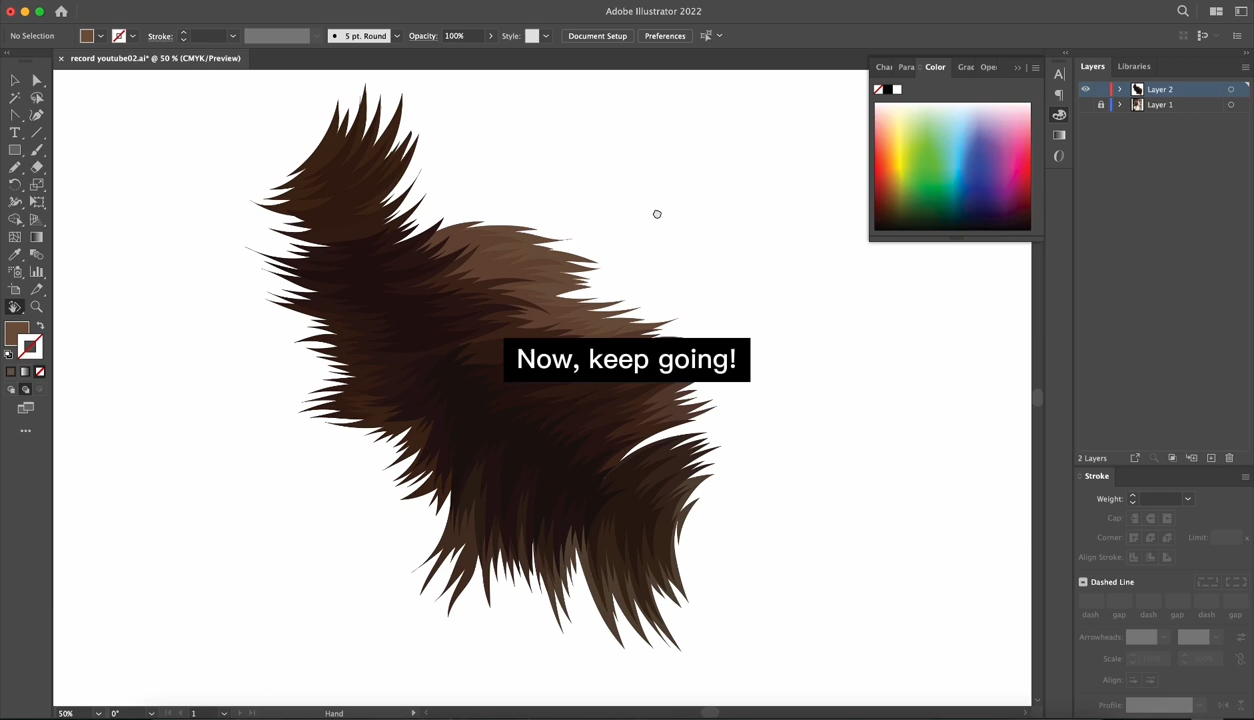 Adobe Illustrator 2022
No Selection
Stroke:
5 pt. Round
Opacity:
100%
Style:
Document Setup
Preferences
record youtube02.ai* @ 50 % (CMYK/Preview)
Color
Layers
Libraries
Layer 2
Layer 1
Now, keep going!
2 Layers
Stroke
Weight:
Cap:
Corner:
Limit:
x
Align Stroke:
Dashed Line
dash
gap
dash
gap
dash
gap
Arrowheads:
Scale:
Align:
Profile:
50%
0°
1
Hand